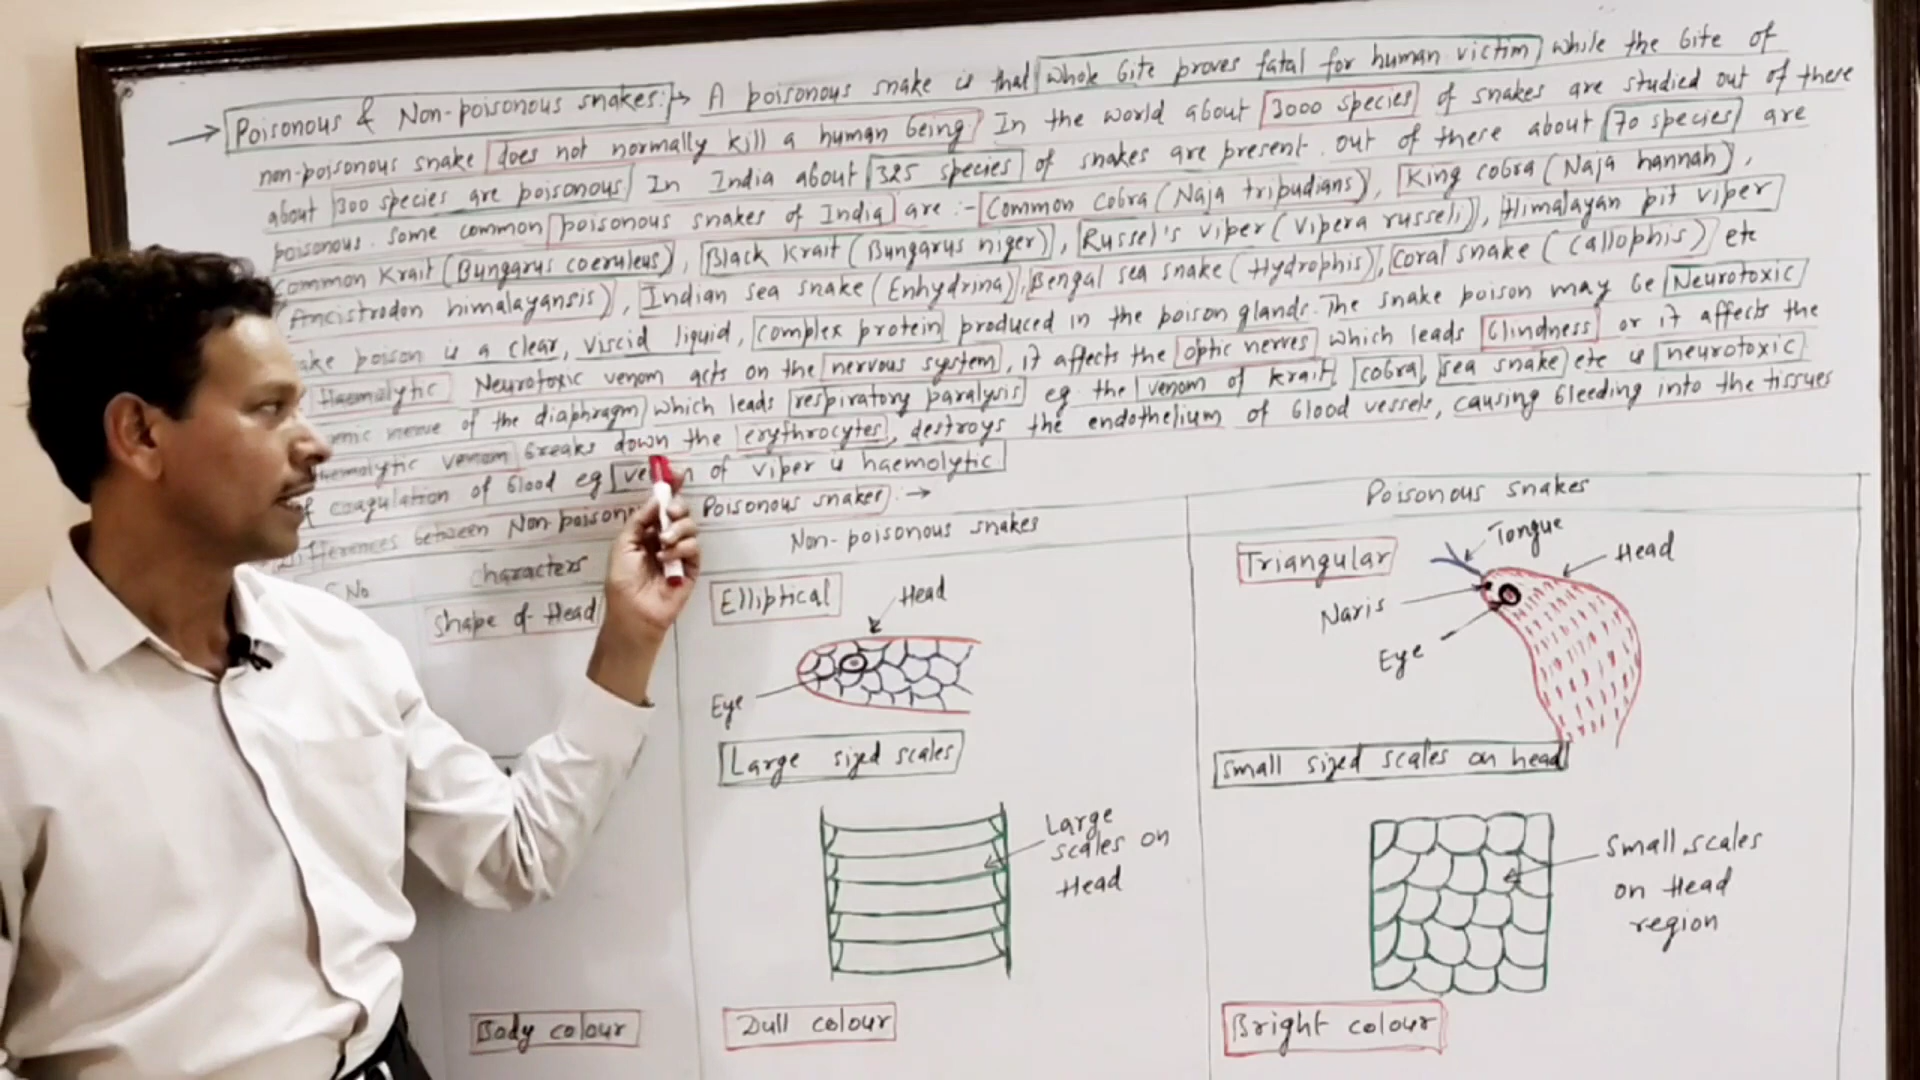 Poisonous & Non-poisonous snakes:→ A poisonous snake is that whose bite proves fatal for human victim while the bite of
non-poisonous snake does not normally kill a human being In the world about 3000 species of snakes are studied out of these
about 300 species are poisonous. In India about 325 species of snakes are present. out of these about 70 species are
poisonous. some common poisonous snakes of India are :- Common cobra (Naja tripudians), King cobra (Naja hannah),
Common Krait (Bungarus coeruleus), Black Krait (Bungarus niger), Russel's viper (Vipera russeli), Himalayan pit viper
(Ancistrodon himalayansis), Indian sea snake (Enhydrina), Bengal sea snake (Hydrophis), Coral snake (Callophis) etc
ake poison is a clear, viscid liquid, complex protein produced in the poison glands. The snake poison may be Neurotoxic
Haemolytic Neurotoxic venom acts on the nervous system, it affects the optic nerves which leads blindness or it affects the
enic nerve of the diaphragm which leads respiratory paralysis eg the venom of krait, cobra, sea snake etc is neurotoxic
Haemolytic venom breaks down the erythrocytes, destroys the endothelium of blood vessels, causing bleeding into the tissues
of coagulation of blood eg of viper is haemolytic
Differences between Non-poison Poisonous snakes :→
S.No characters Non-poisonous snakes Poisonous snakes
shape of Head
Elliptical
Head
Eye
Large sized scales
Large
scales on
Head
Triangular
Tongue
Head
Naris
Eye
Small sized scales on head
Small scales
on Head
region
Body colour Dull colour Bright colour